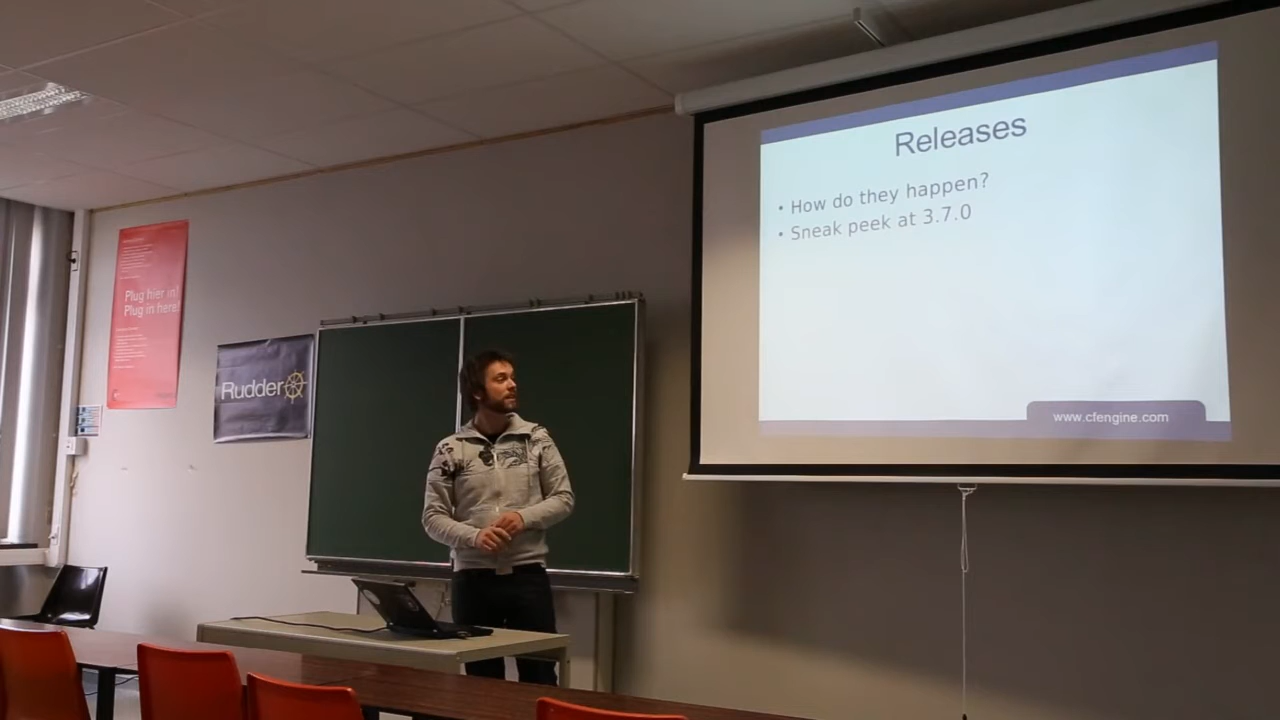 Releases
• How do they happen?
• Sneak peek at 3.7.0
www.cfengine.com
Plug hier in!
Plug in here!
Rudder